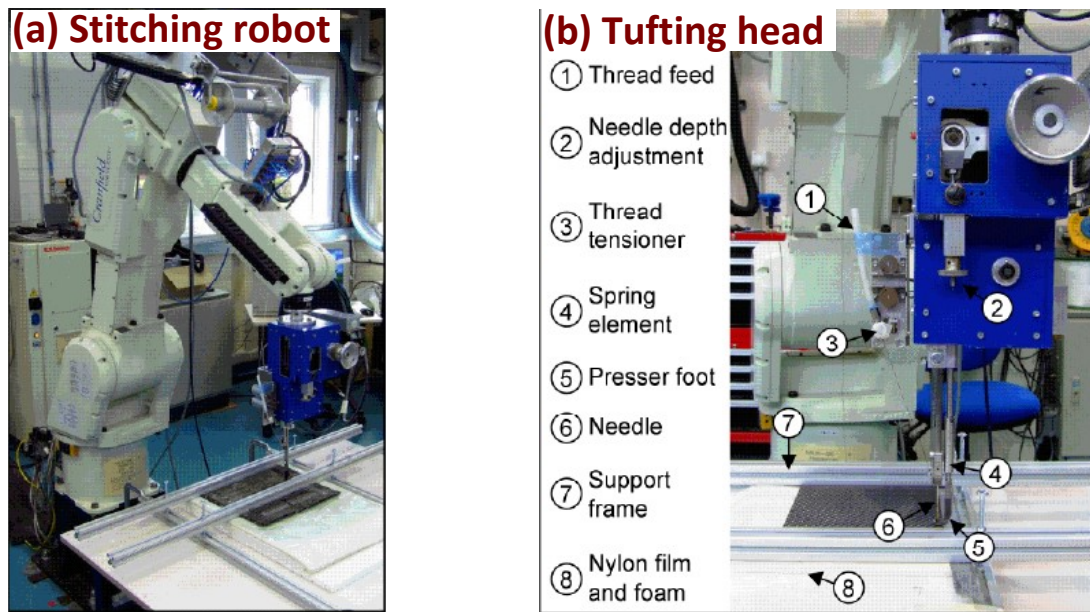 (a) Stitching robot
Cranfield
(b) Tufting head
1 Thread feed
2 Needle depth
adjustment
3 Thread
tensioner
4 Spring
element
5 Presser foot
6 Needle
7 Support
frame
8 Nylon film
and foam
1
2
3
7
4
6
5
8